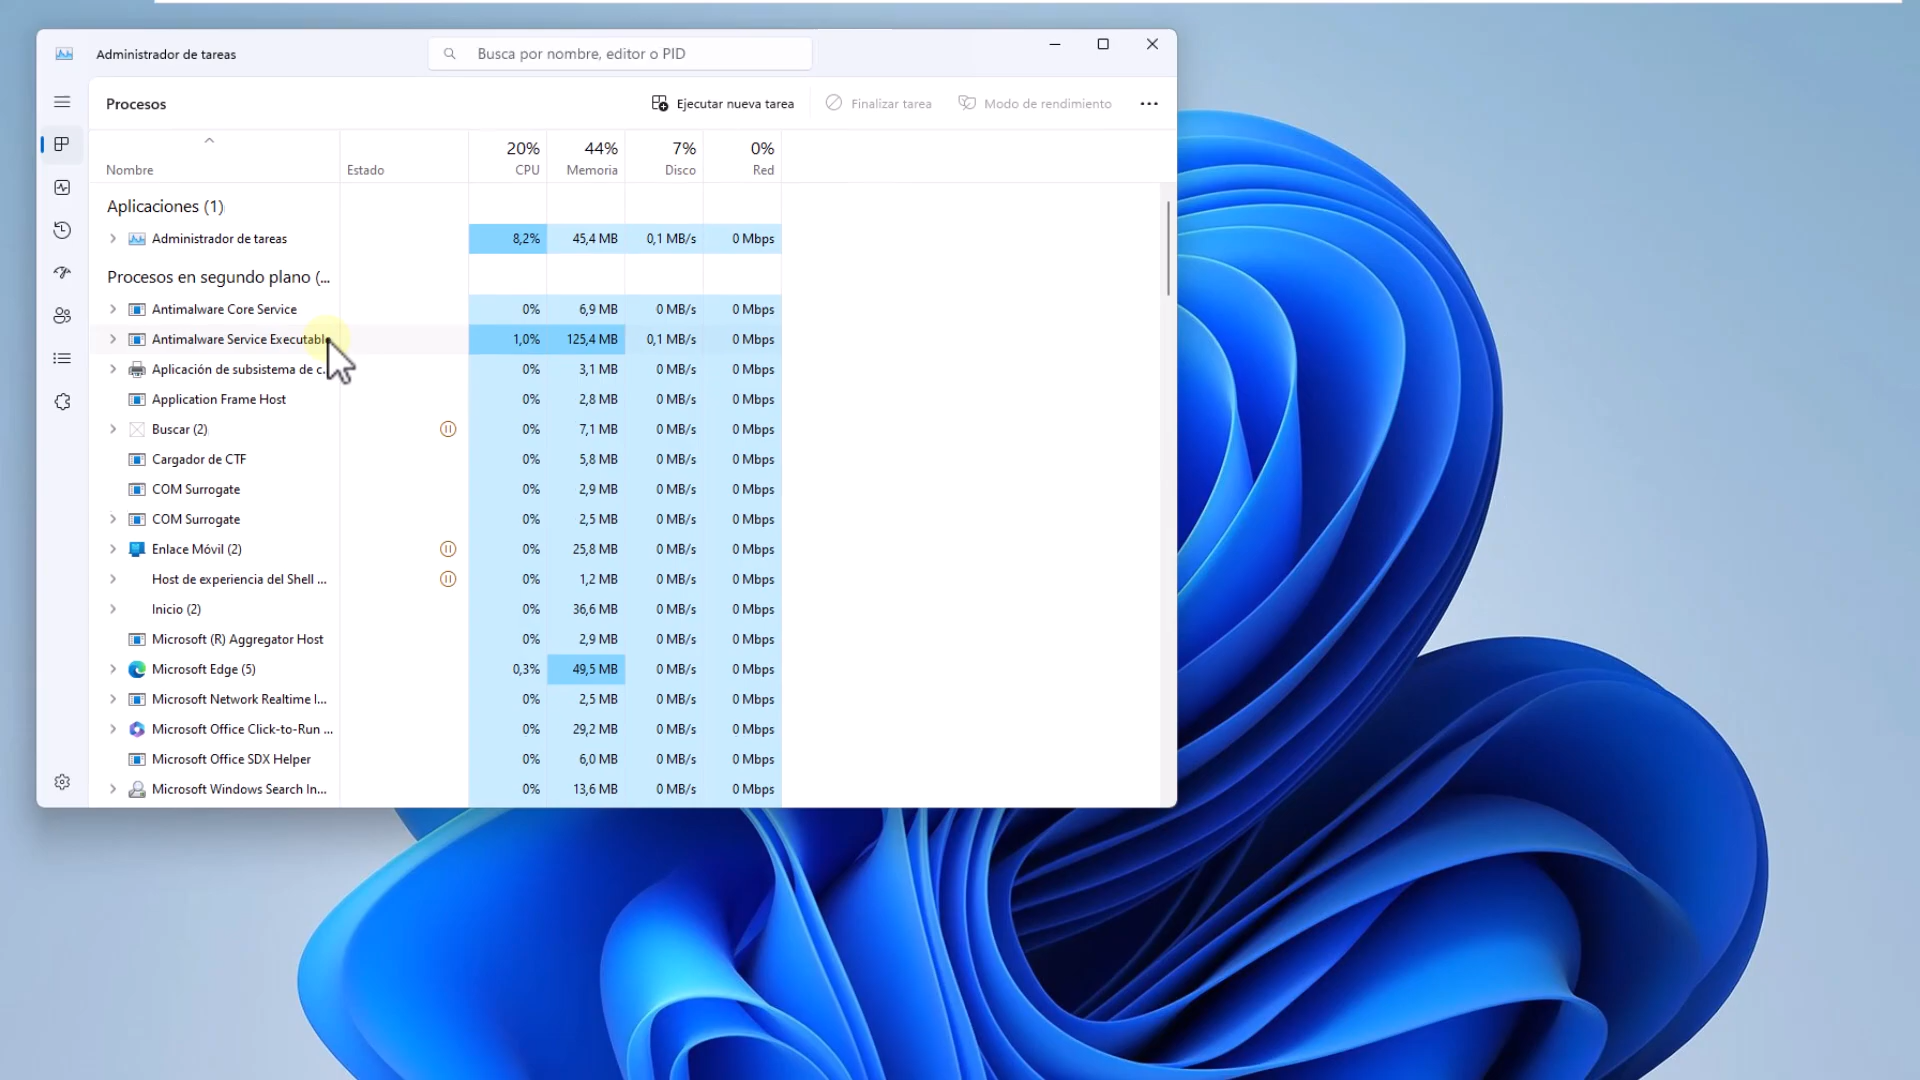 Administrador de tareas
Busca por nombre, editor o PID
Procesos
Ejecutar nueva tarea
Finalizar tarea
Modo de rendimiento
20% 44% 7% 0%
Nombre Estado CPU Memoria Disco Red
Aplicaciones (1)
Administrador de tareas 8,2% 45,4 MB 0,1 MB/s 0 Mbps
Procesos en segundo plano (...
Antimalware Core Service 0% 6,9 MB 0 MB/s 0 Mbps
Antimalware Service Executable 1,0% 125,4 MB 0,1 MB/s 0 Mbps
Aplicación de subsistema de c... 0% 3,1 MB 0 MB/s 0 Mbps
Application Frame Host 0% 2,8 MB 0 MB/s 0 Mbps
Buscar (2) 0% 7,1 MB 0 MB/s 0 Mbps
Cargador de CTF 0% 5,8 MB 0 MB/s 0 Mbps
COM Surrogate 0% 2,9 MB 0 MB/s 0 Mbps
COM Surrogate 0% 2,5 MB 0 MB/s 0 Mbps
Enlace Móvil (2) 0% 25,8 MB 0 MB/s 0 Mbps
Host de experiencia del Shell ... 0% 1,2 MB 0 MB/s 0 Mbps
Inicio (2) 0% 36,6 MB 0 MB/s 0 Mbps
Microsoft (R) Aggregator Host 0% 2,9 MB 0 MB/s 0 Mbps
Microsoft Edge (5) 0,3% 49,5 MB 0 MB/s 0 Mbps
Microsoft Network Realtime I... 0% 2,5 MB 0 MB/s 0 Mbps
Microsoft Office Click-to-Run ... 0% 29,2 MB 0 MB/s 0 Mbps
Microsoft Office SDX Helper 0% 6,0 MB 0 MB/s 0 Mbps
Microsoft Windows Search In... 0% 13,6 MB 0 MB/s 0 Mbps